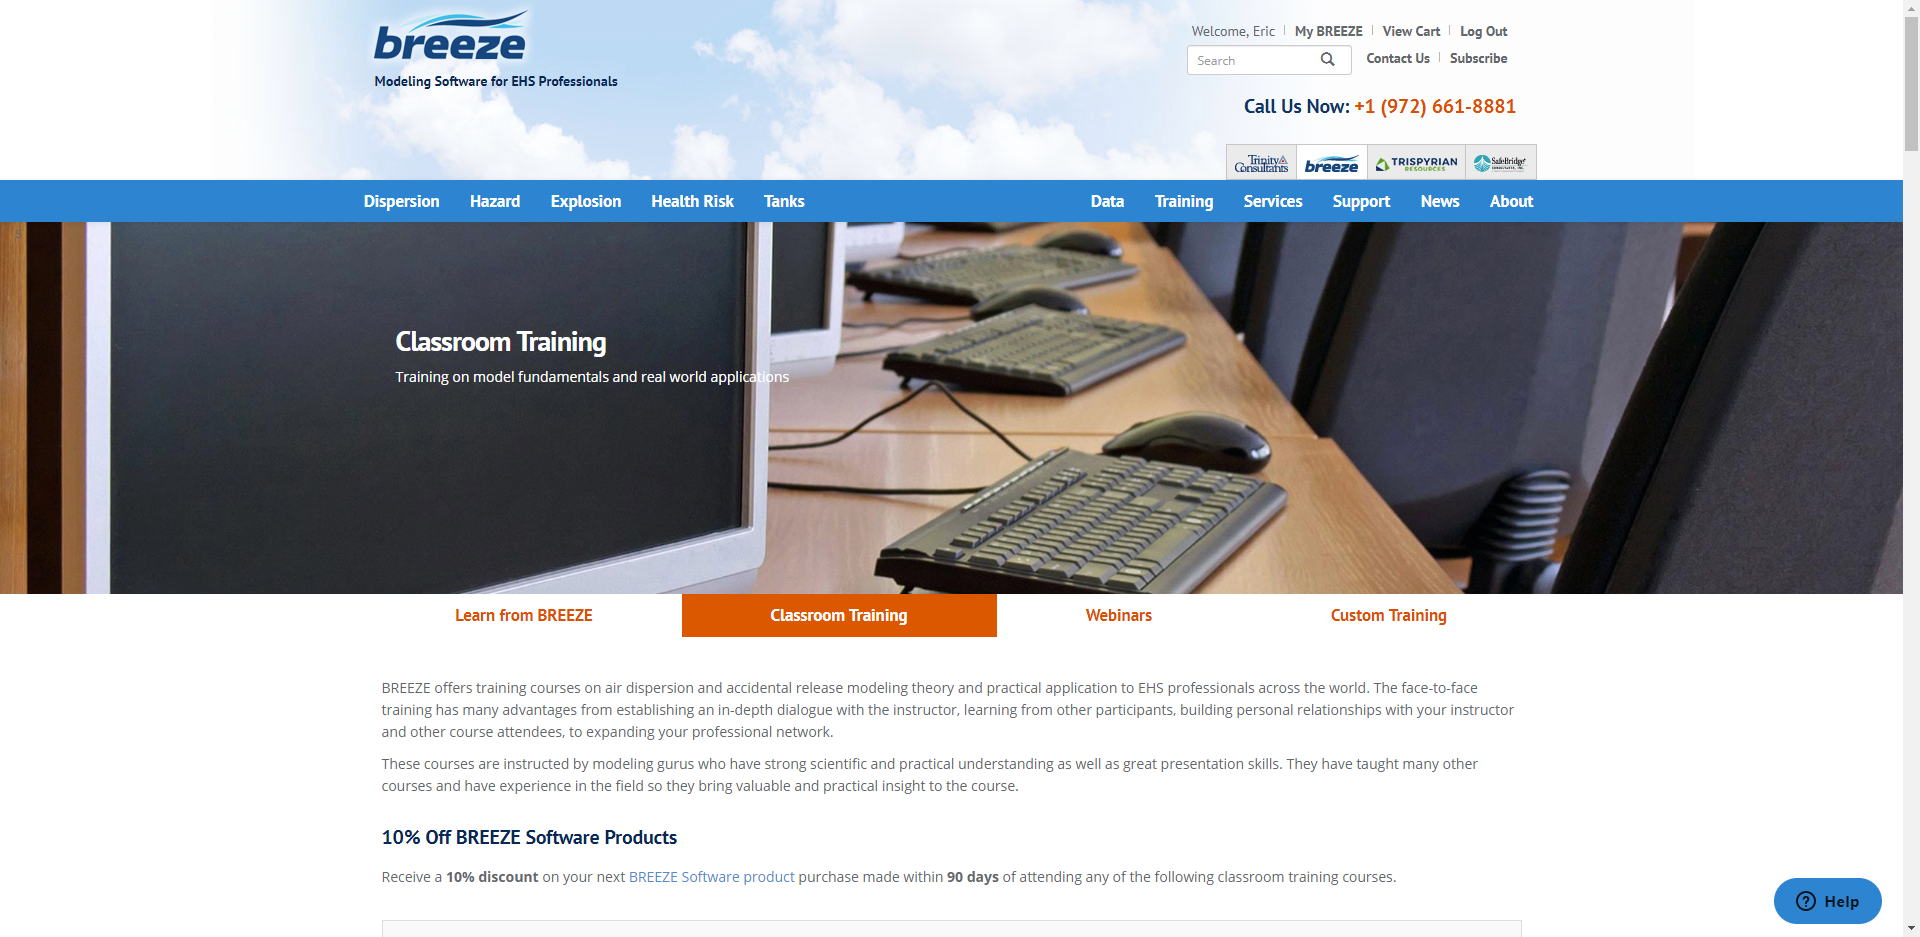 breeze
Modeling Software for EHS Professionals
Welcome, Eric My BREEZE View Cart Log Out
Search
Contact Us Subscribe
Call Us Now: +1 (972) 661-8881
Trinity Consultants breeze TRISPYRIAN RESOURCES SafeBridge
Dispersion Hazard Explosion Health Risk Tanks Data Training Services Support News About
Classroom Training
Training on model fundamentals and real world applications
Learn from BREEZE Classroom Training Webinars Custom Training
BREEZE offers training courses on air dispersion and accidental release modeling theory and practical application to EHS professionals across the world. The face-to-face
training has many advantages from establishing an in-depth dialogue with the instructor, learning from other participants, building personal relationships with your instructor
and other course attendees, to expanding your professional network.
These courses are instructed by modeling gurus who have strong scientific and practical understanding as well as great presentation skills. They have taught many other
courses and have experience in the field so they bring valuable and practical insight to the course.
10% Off BREEZE Software Products
Receive a 10% discount on your next BREEZE Software product purchase made within 90 days of attending any of the following classroom training courses.
Help